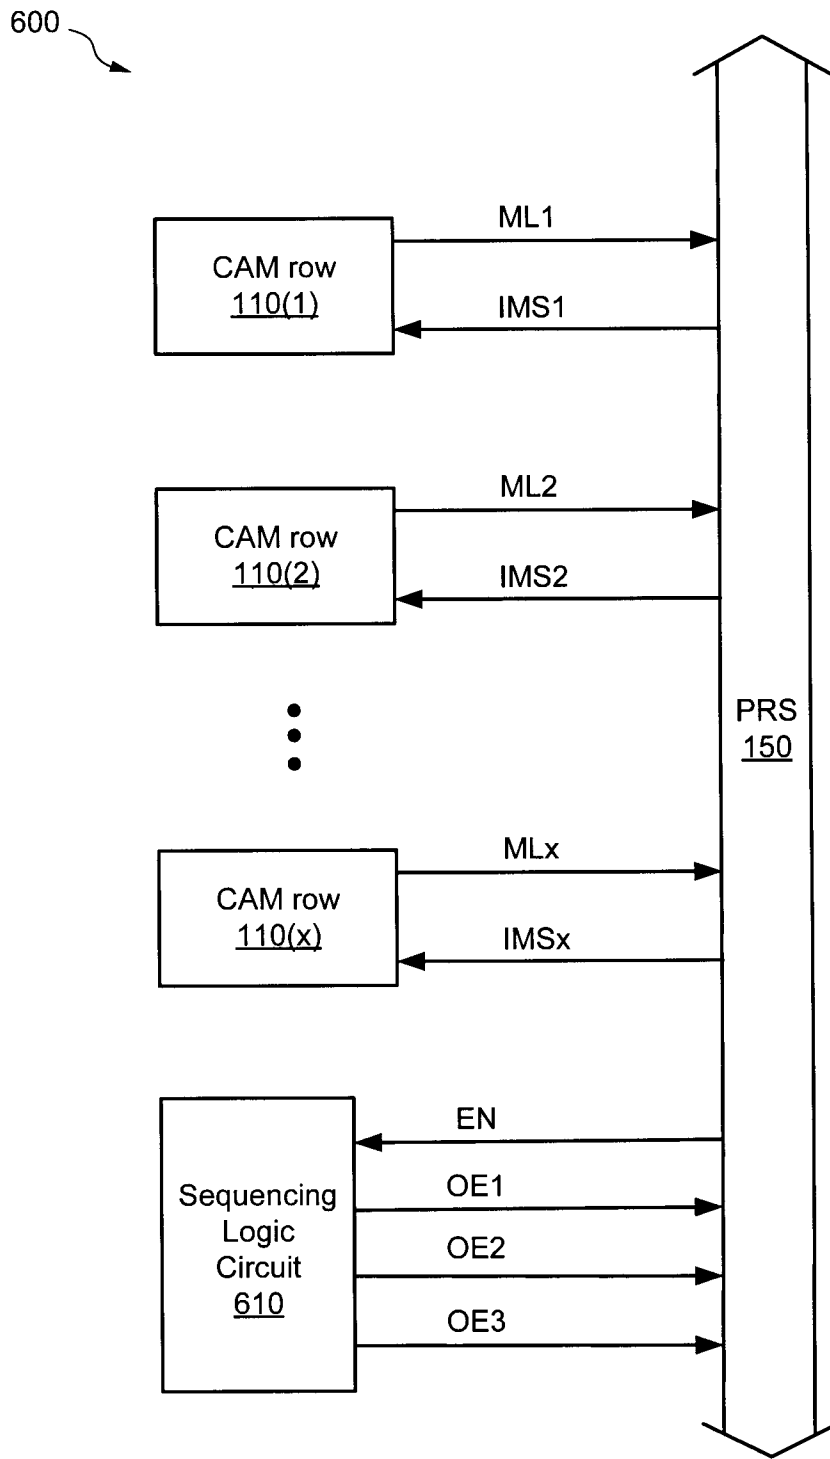 600
ML1
CAM row
110(1)
IMS1
ML2
CAM row
110(2)
IMS2
PRS
150
MLx
CAM row
110(x)
IMSx
EN
Sequencing
Logic
Circuit
610
OE1
OE2
OE3